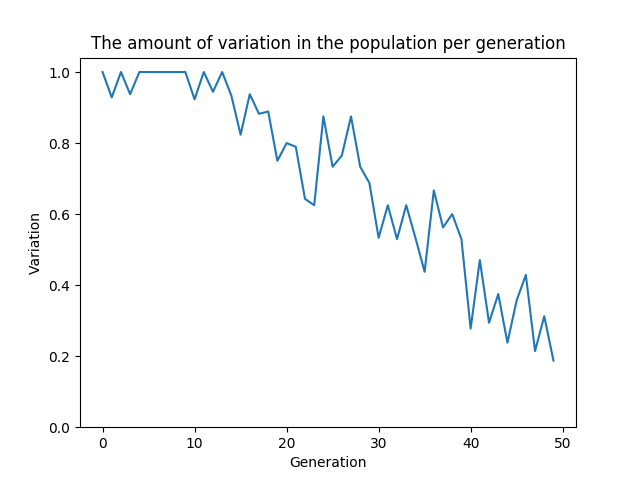 The amount of variation in the population per generation
1.0
0.8
0.6
0.4
0.2
0.0
Variation
0 10 20 30 40 50
Generation